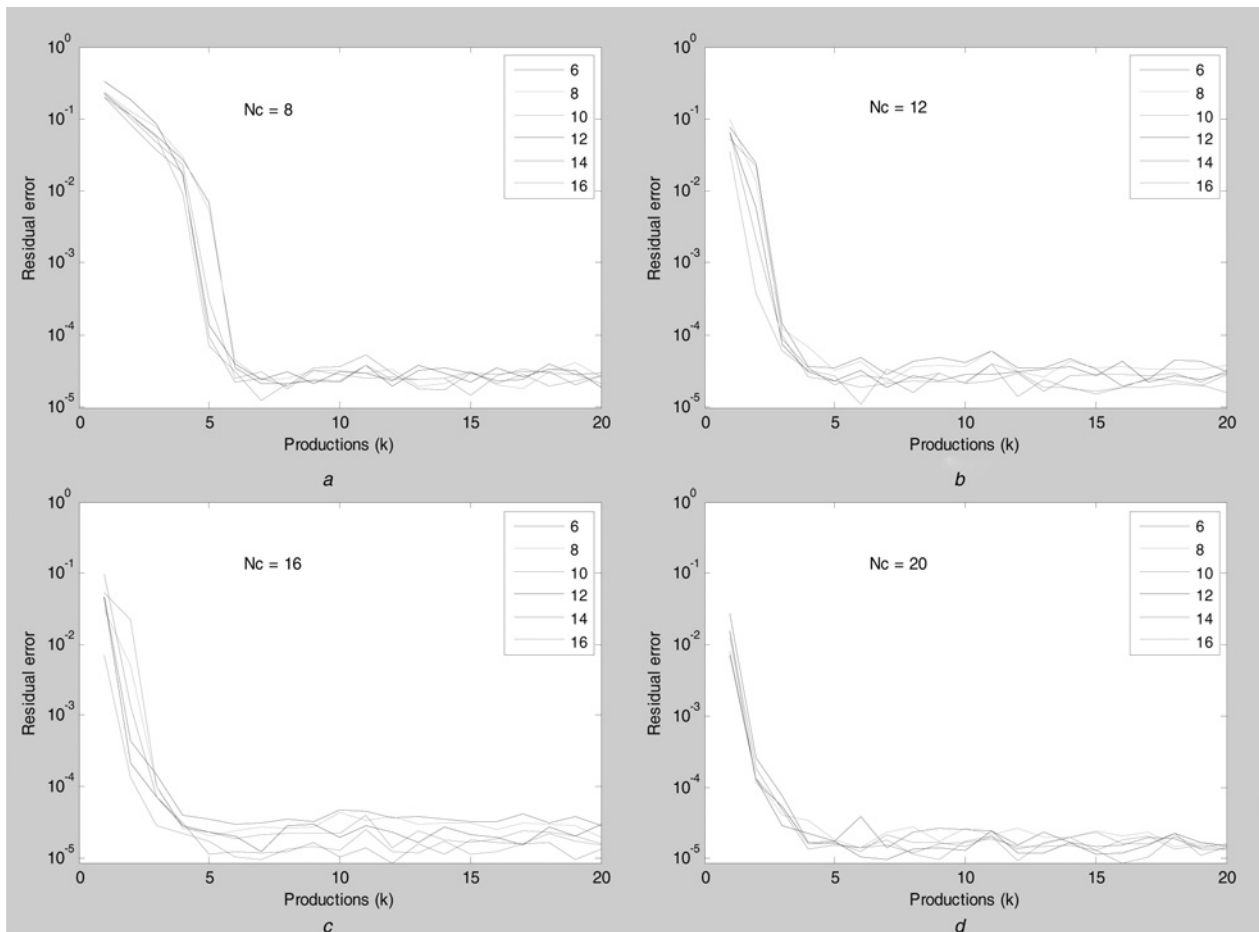 10^0
10^-1
10^-2
10^-3
10^-4
10^-5
Residual error
Nc = 8
6
8
10
12
14
16
0 5 10 15 20
Productions (k)
a
10^0
10^-1
10^-2
10^-3
10^-4
10^-5
Residual error
Nc = 12
6
8
10
12
14
16
0 5 10 15 20
Productions (k)
b
10^0
10^-1
10^-2
10^-3
10^-4
10^-5
Residual error
Nc = 16
6
8
10
12
14
16
0 5 10 15 20
Productions (k)
c
10^0
10^-1
10^-2
10^-3
10^-4
10^-5
Residual error
Nc = 20
6
8
10
12
14
16
0 5 10 15 20
Productions (k)
d